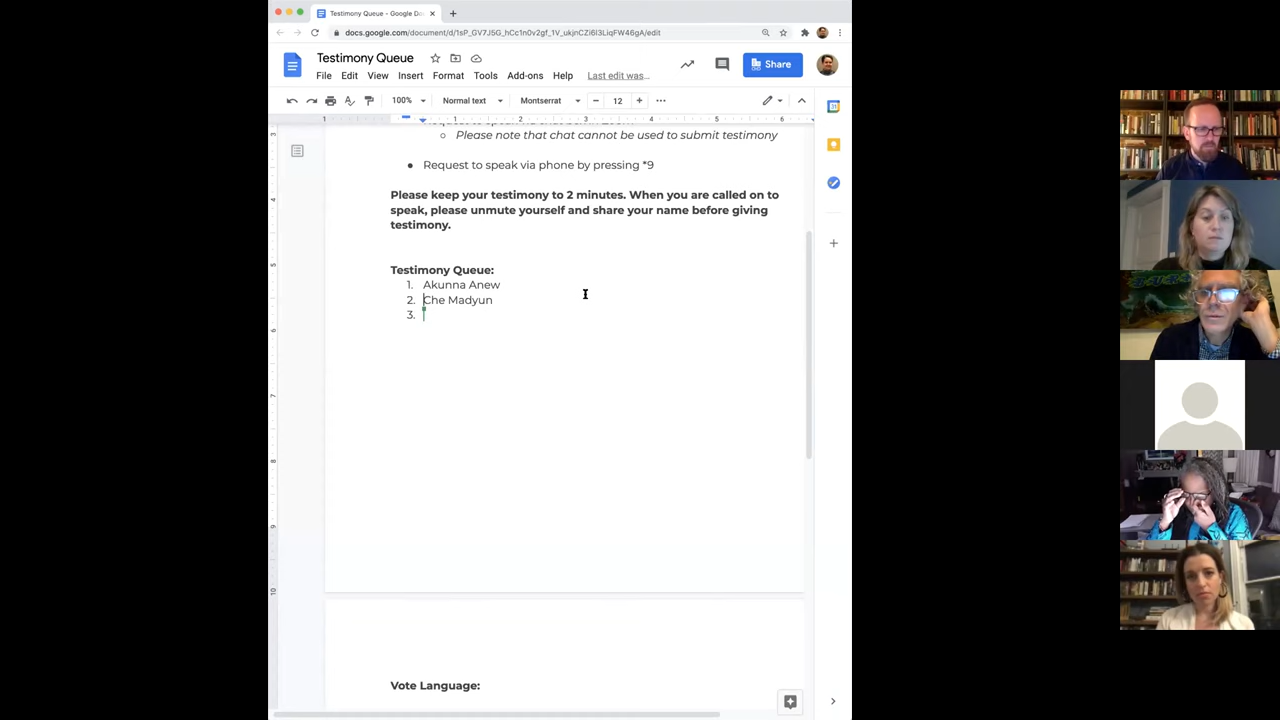 Testimony Queue - Google Do
docs.google.com/document/d/1sP_GV7J5G_hCc1n0v2gf_1V_ukjnCZi6l3LiqFW46gA/edit
Testimony Queue
File Edit View Insert Format Tools Add-ons Help Last edit was...
Share
100% Normal text Montserrat 12
Please note that chat cannot be used to submit testimony
Request to speak via phone by pressing *9
Please keep your testimony to 2 minutes. When you are called on to
speak, please unmute yourself and share your name before giving
testimony.
Testimony Queue:
1. Akunna Anew
2. Che Madyun
3.
Vote Language: